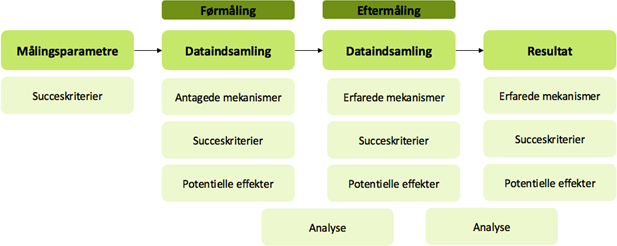 Førmåling
Eftermåling
Målingsparametre
Dataindsamling
Dataindsamling
Resultat
Succeskriterier
Antagede mekanismer
Erfarede mekanismer
Erfarede mekanismer
Succeskriterier
Succeskriterier
Succeskriterier
Potentielle effekter
Potentielle effekter
Potentielle effekter
Analyse
Analyse